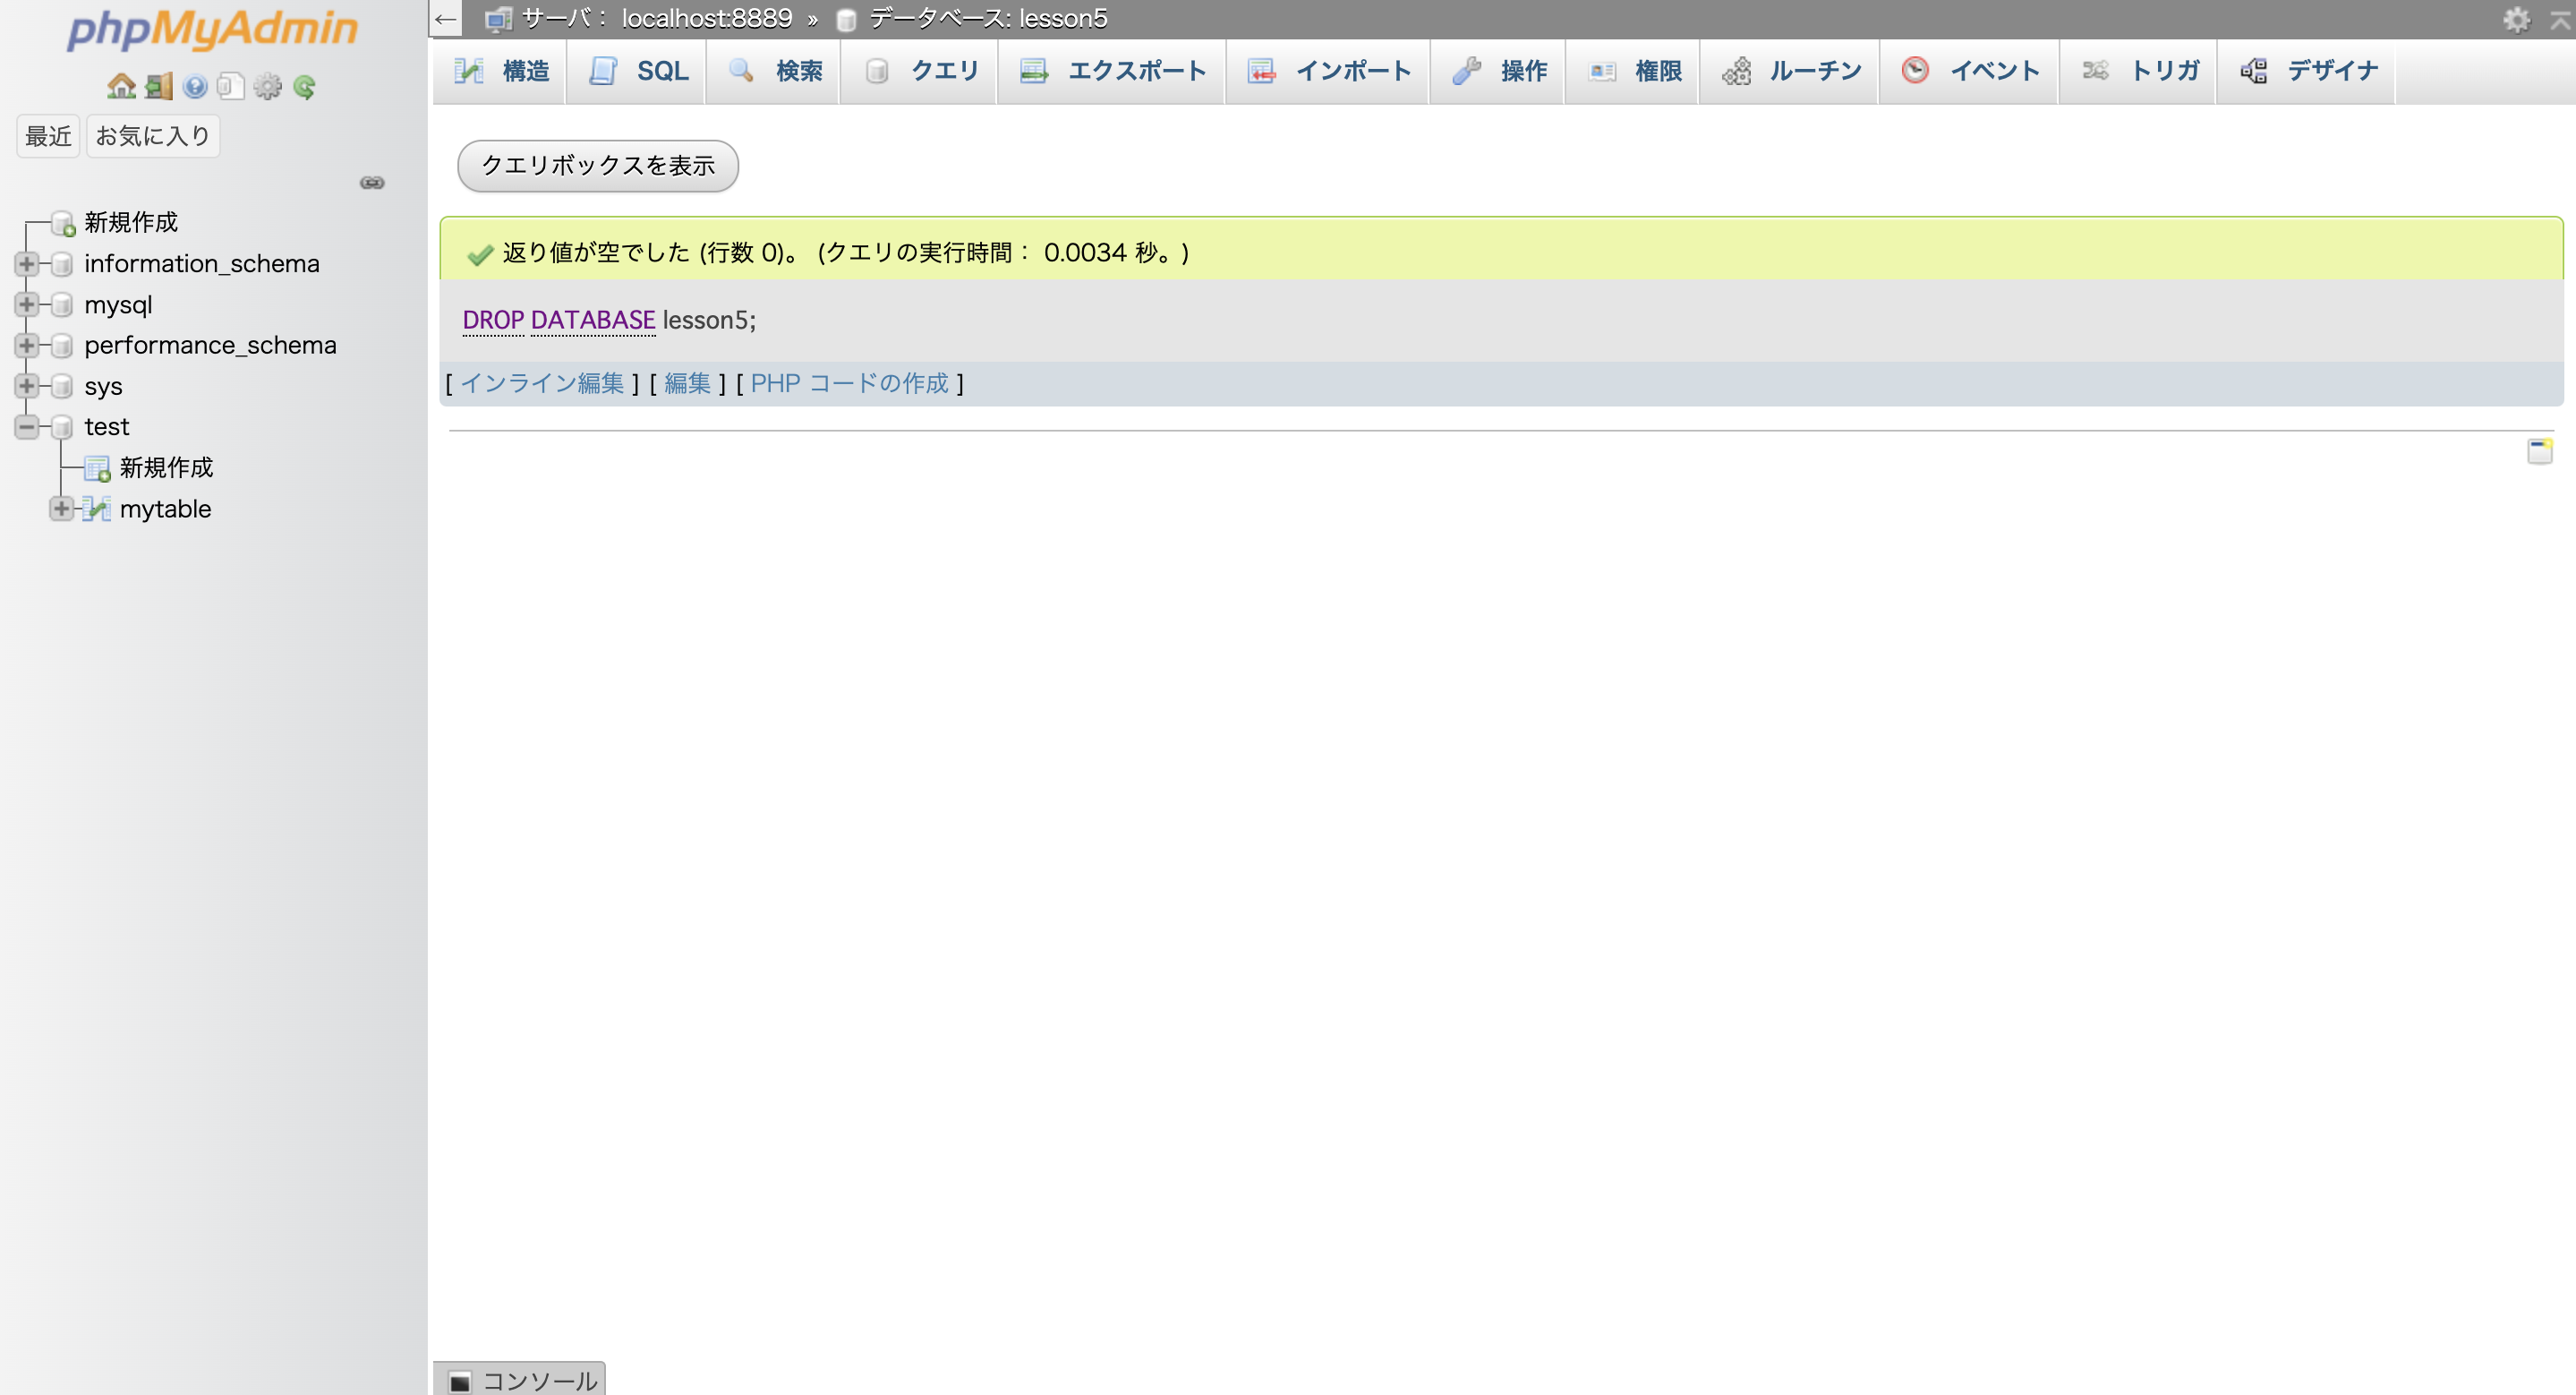 phpMyAdmin
最近 お気に入り
新規作成
information_schema
mysql
performance_schema
sys
test
新規作成
mytable
← サーバ： localhost:8889 » データベース: lesson5
構造 SQL 検索 クエリ エクスポート インポート 操作 権限 ルーチン イベント トリガ デザイナ
クエリボックスを表示
返り値が空でした (行数 0)。 (クエリの実行時間： 0.0034 秒。)
DROP DATABASE lesson5;
[ インライン編集 ] [ 編集 ] [ PHP コードの作成 ]
コンソール